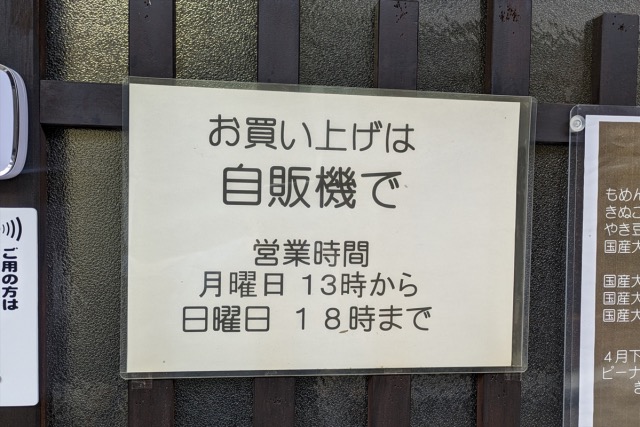 お買い上げは
自販機で
営業時間
月曜日 13時から
日曜日 18時まで
ご用の方は
もめん
きぬご
やき豆
国産大
国産大
国産大
国産大
4月下
ピーナ